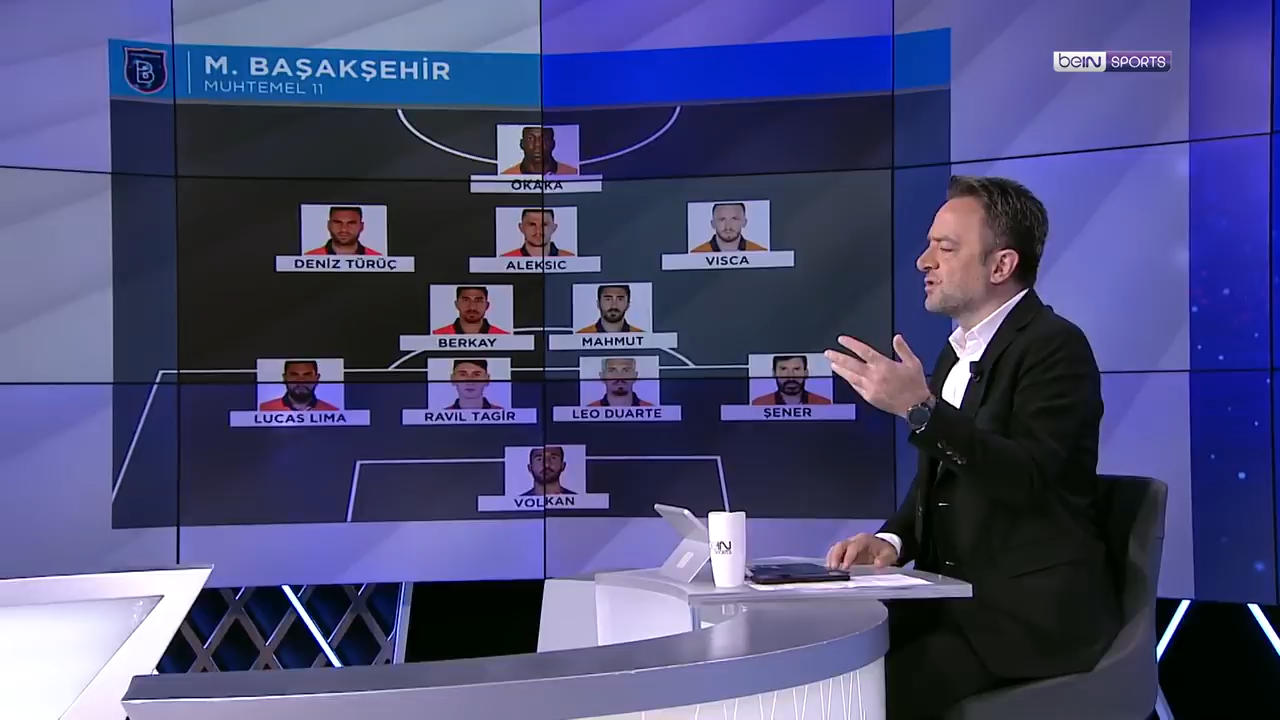 M. BAŞAKŞEHİR
MUHTEMEL 11
beIN SPORTS
OKAKA
DENİZ TÜRÜÇ
ALEKSIC
VISCA
BERKAY
MAHMUT
LUCAS LIMA
RAVIL TAGİR
LEO DUARTE
ŞENER
VOLKAN